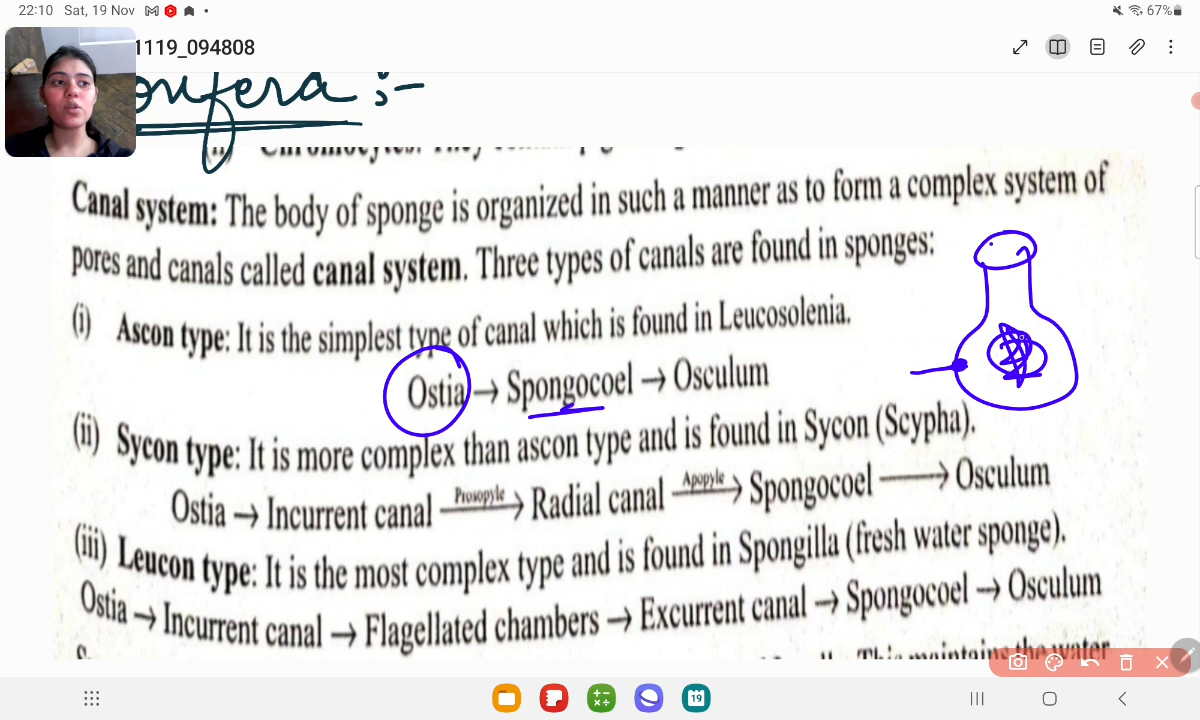 22:10 Sat, 19 Nov 67%
1119_094808
Canal system: The body of sponge is organized in such a manner as to form a complex system of
pores and canals called canal system. Three types of canals are found in sponges:
(i) Ascon type: It is the simplest type of canal which is found in Leucosolenia.
Ostia → Spongocoel → Osculum
(ii) Sycon type: It is more complex than ascon type and is found in Sycon (Scypha).
Ostia → Incurrent canal Prosopyle → Radial canal Apopyle → Spongocoel → Osculum
(iii) Leucon type: It is the most complex type and is found in Spongilla (fresh water sponge).
Ostia → Incurrent canal → Flagellated chambers → Excurrent canal → Spongocoel → Osculum
This maintains the water
19